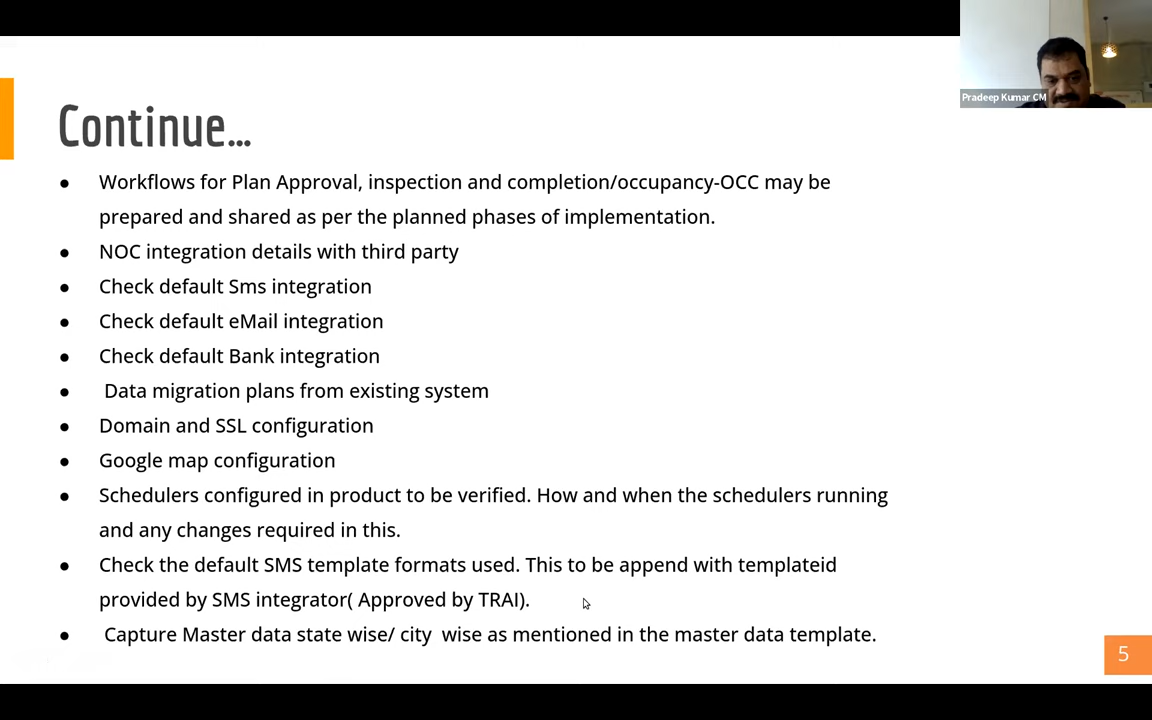 Pradeep Kumar CM
Continue...
● Workflows for Plan Approval, inspection and completion/occupancy-OCC may be
prepared and shared as per the planned phases of implementation.
● NOC integration details with third party
● Check default Sms integration
● Check default eMail integration
● Check default Bank integration
● Data migration plans from existing system
● Domain and SSL configuration
● Google map configuration
● Schedulers configured in product to be verified. How and when the schedulers running
and any changes required in this.
● Check the default SMS template formats used. This to be append with templateid
provided by SMS integrator( Approved by TRAI).
● Capture Master data state wise/ city  wise as mentioned in the master data template.
5